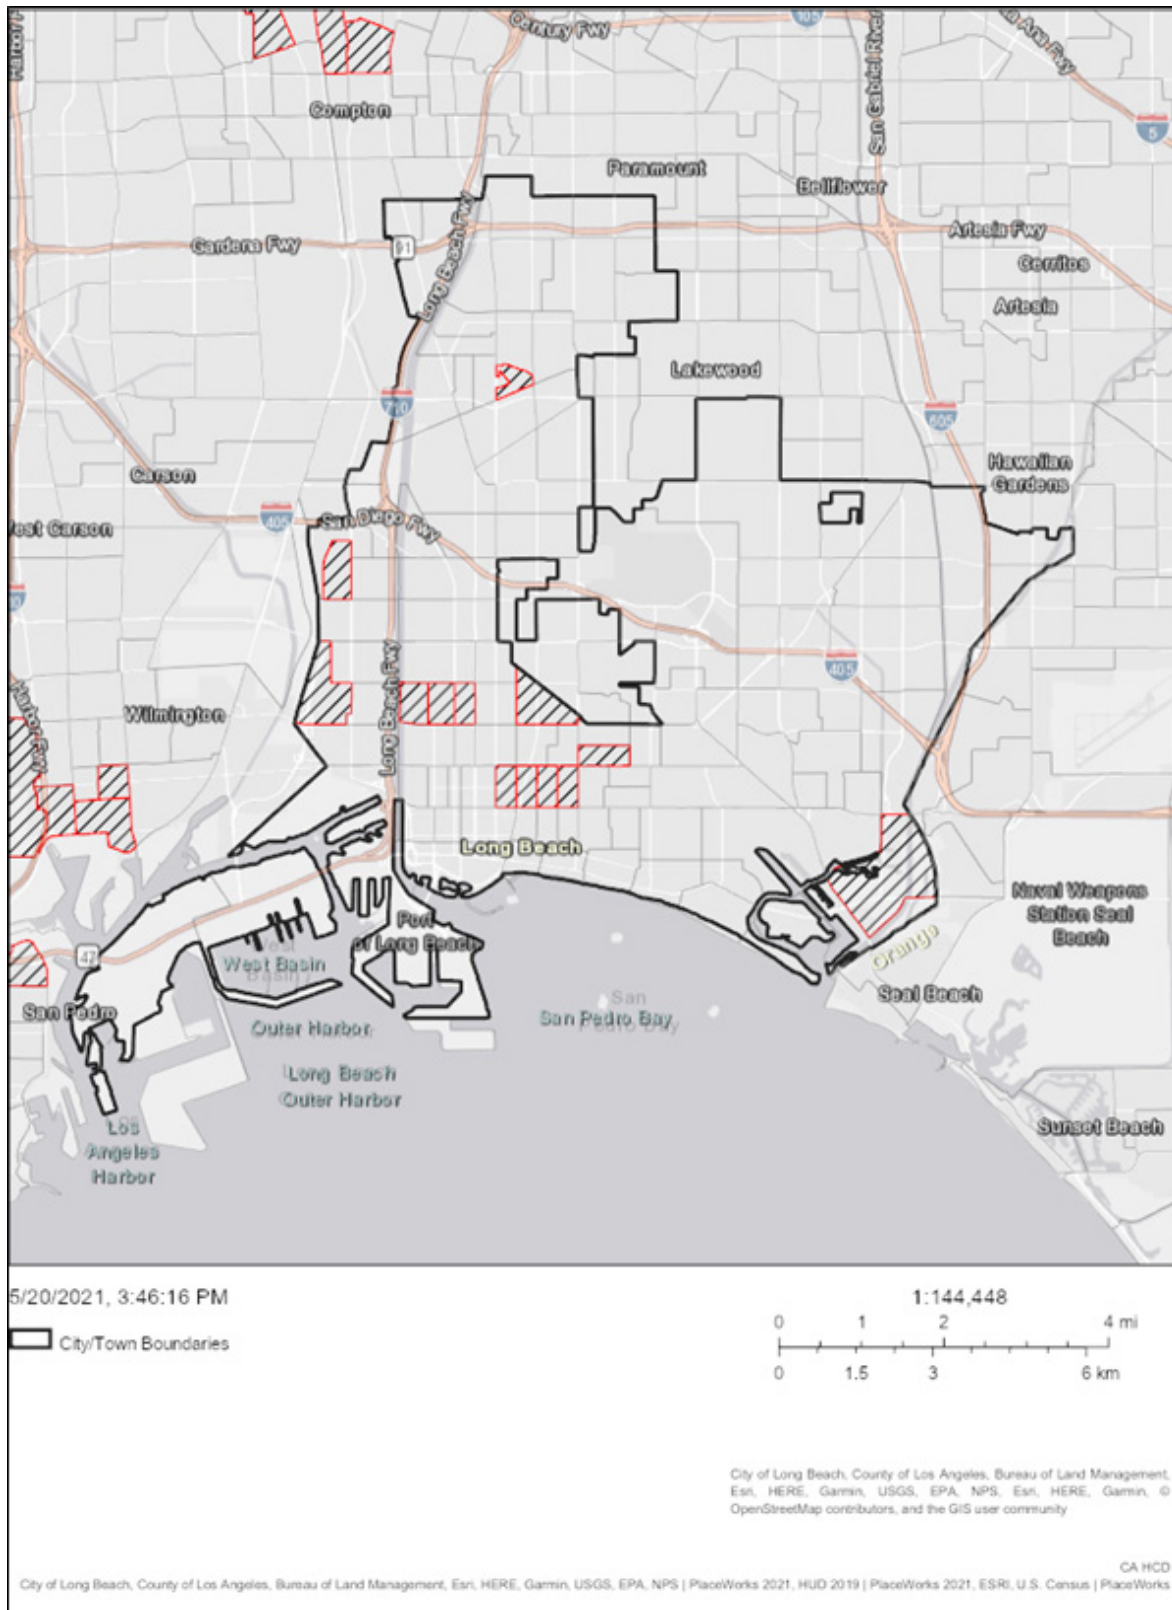 Harbor F
Century Fwy
105
San Gabriel River
ta Ana Fwy
5
Compton
Paramount
Bellflower
Long Beach Fwy
Gardena Fwy
91
Artesia Fwy
Cerritos
Artesia
Lakewood
710
605
Carson
Hawaiian
Gardens
405
San Diego Fwy
est Carson
Long Beach Fwy
405
Wilmington
Harbor Fwy
Long Beach
Port
of Long Beach
Naval Weapons
Station Seal
Beach
47
West Basin
Orange
San Pedro
Seal Beach
San
San Pedro Bay
Pedro Bay
Outer Harbor
Long Beach
Outer Harbor
Los
Angeles
Harbor
Sunset Beach
5/20/2021, 3:46:16 PM
City/Town Boundaries
1:144,448
0 1 2 4 mi
0 1.5 3 6 km
City of Long Beach, County of Los Angeles, Bureau of Land Management,
Esri, HERE, Garmin, USGS, EPA, NPS, Esri, HERE, Garmin, ©
OpenStreetMap contributors, and the GIS user community
CA HCD
City of Long Beach, County of Los Angeles, Bureau of Land Management, Esri, HERE, Garmin, USGS, EPA, NPS | PlaceWorks 2021, HUD 2019 | PlaceWorks 2021, ESRI, U.S. Census | PlaceWorks